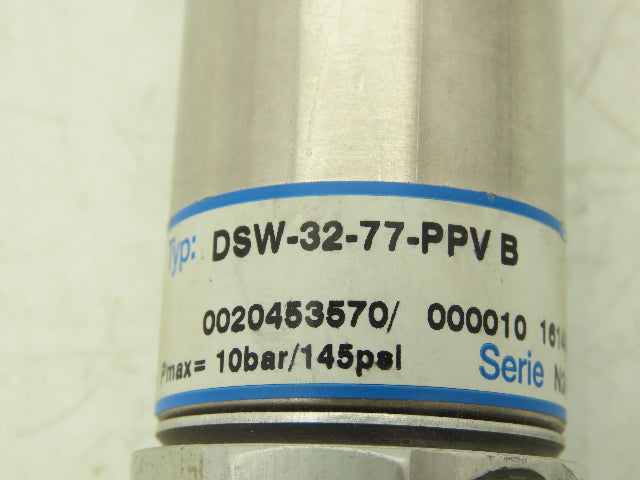 Typ: DSW-32-77-PPV B
0020453570/ 000010
Pmax= 10bar/145psi Serie